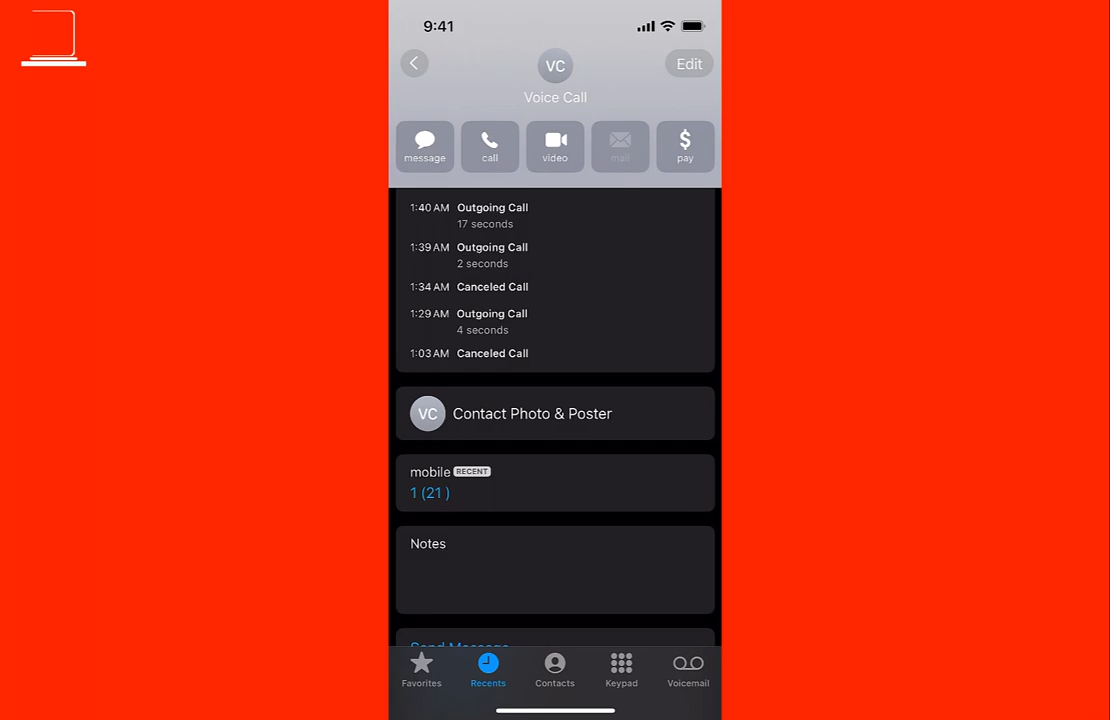 9:41
VC
Edit
Voice Call
message call video mail pay
1:40 AM Outgoing Call
17 seconds
1:39 AM Outgoing Call
2 seconds
1:34 AM Canceled Call
1:29 AM Outgoing Call
4 seconds
1:03 AM Canceled Call
VC Contact Photo & Poster
mobile RECENT
1 (21 )
Notes
Send Message
Favorites Recents Contacts Keypad Voicemail